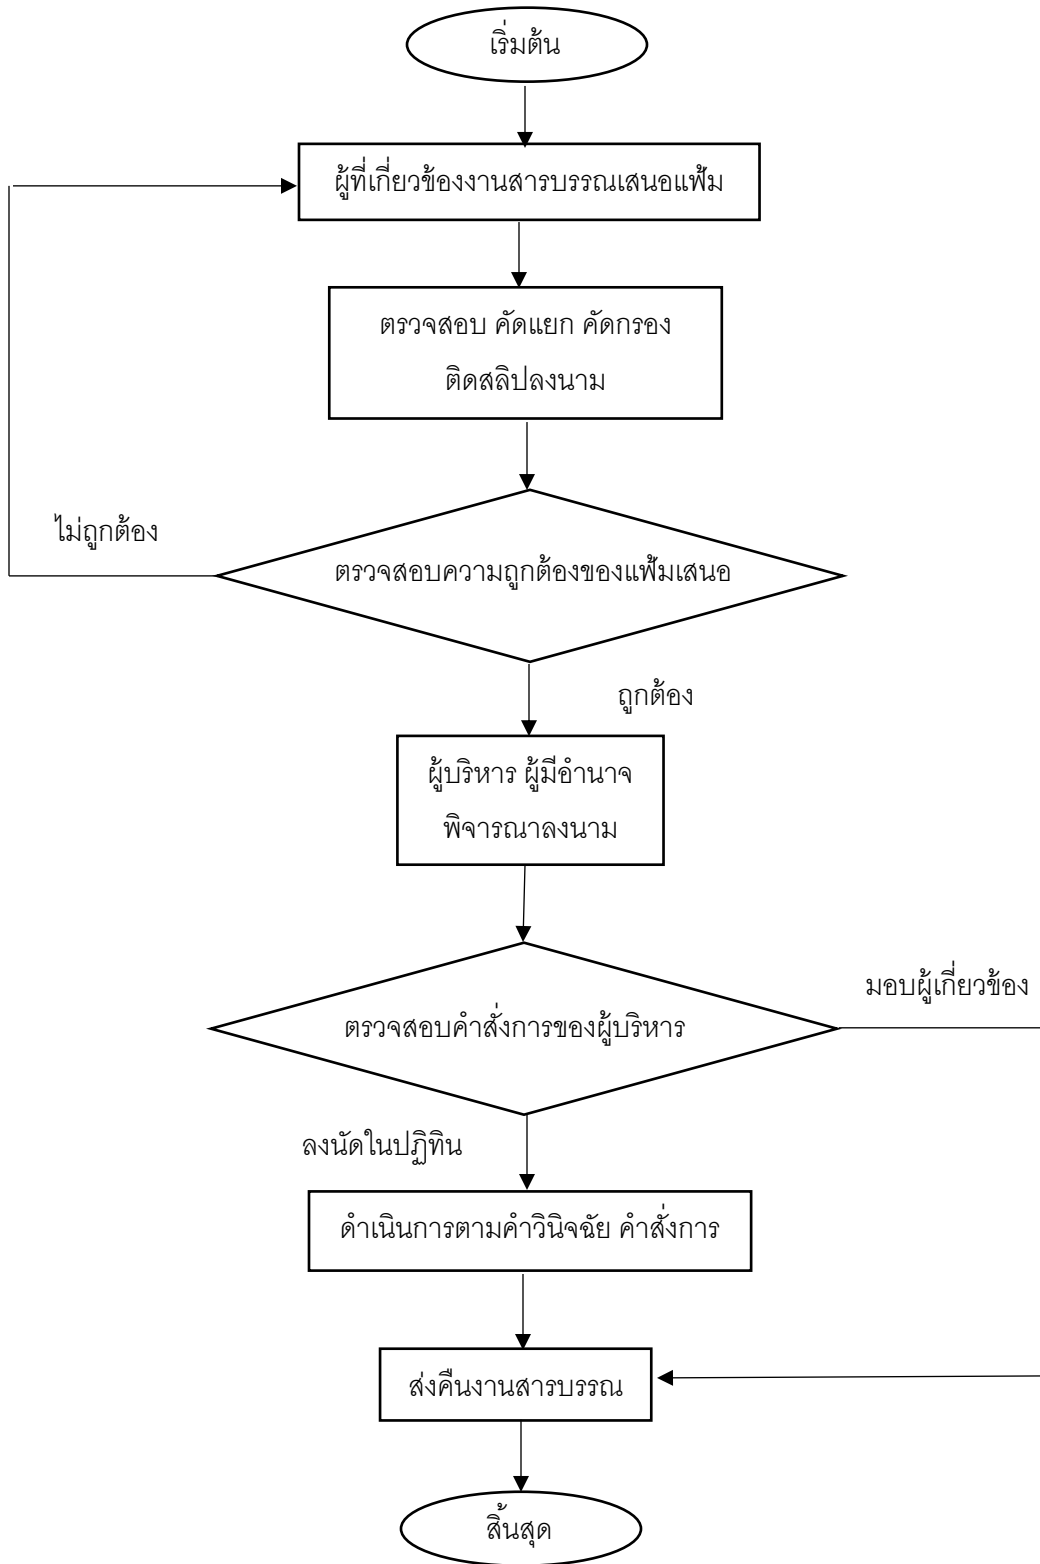 เริ่มต้น
ผู้ที่เกี่ยวข้องงานสารบรรณเสนอแฟ้ม
ตรวจสอบ คัดแยก คัดกรอง
ติดสลิปลงนาม
ไม่ถูกต้อง
ตรวจสอบความถูกต้องของแฟ้มเสนอ
ถูกต้อง
ผู้บริหาร ผู้มีอำนาจ
พิจารณาลงนาม
มอบผู้เกี่ยวข้อง
ตรวจสอบคำสั่งการของผู้บริหาร
ลงนัดในปฏิทิน
ดำเนินการตามคำวินิจฉัย คำสั่งการ
ส่งคืนงานสารบรรณ
สิ้นสุด